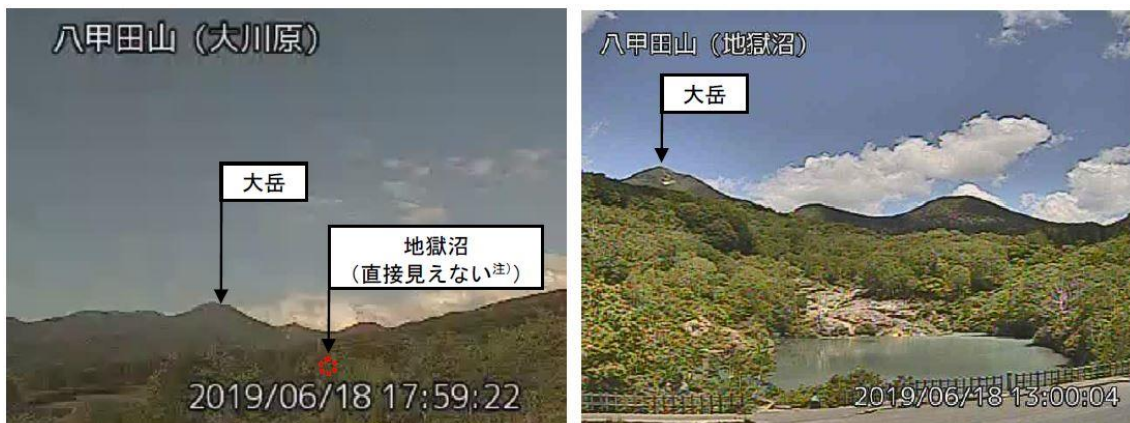 八甲田山（大川原）
大岳
地獄沼
（直接見えない注)）
2019/06/18 17:59:22
八甲田山（地獄沼）
大岳
2019/06/18 13:00:04